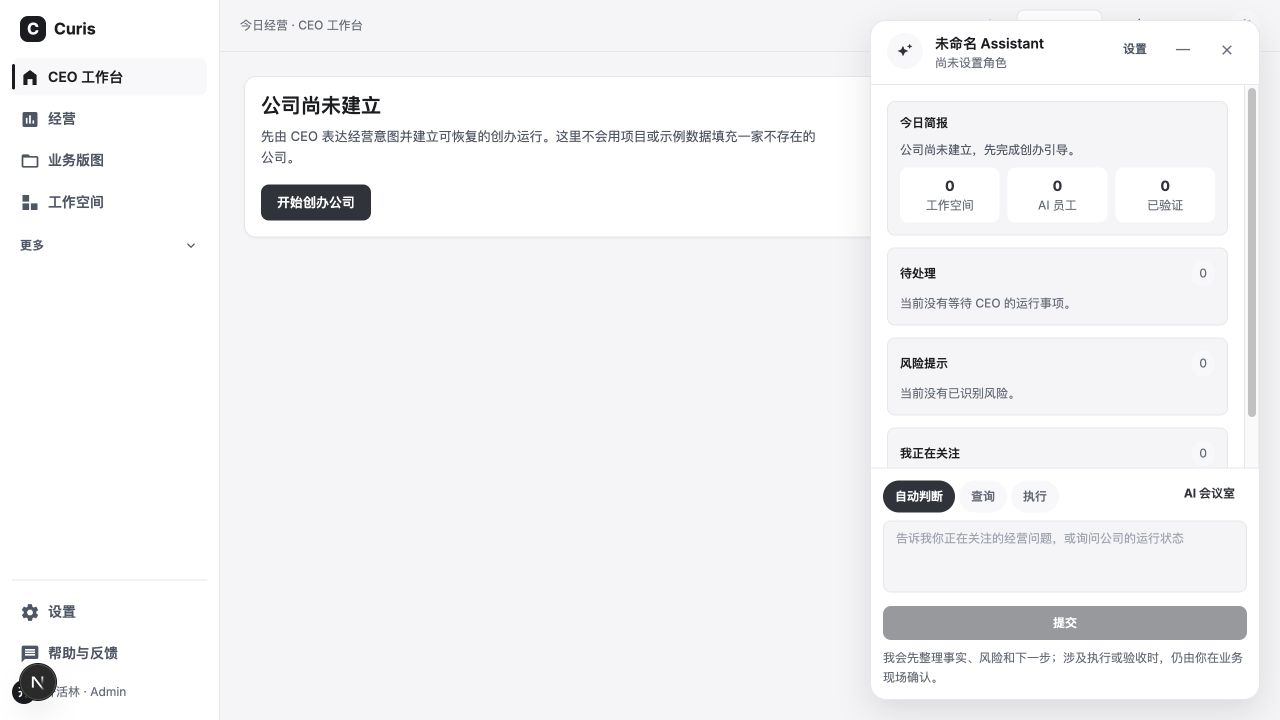 C Curis
CEO 工作台
经营
业务版图
工作空间
更多
设置
帮助与反馈
N 活林 · Admin
今日经营 · CEO 工作台
公司尚未建立
先由 CEO 表达经营意图并建立可恢复的创办运行。这里不会用项目或示例数据填充一家不存在的
公司。
开始创办公司
未命名 Assistant
尚未设置角色
设置
今日简报
公司尚未建立，先完成创办引导。
0 0 0
工作空间 AI 员工 已验证
待处理 0
当前没有等待 CEO 的运行事项。
风险提示 0
当前没有已识别风险。
我正在关注 0
自动判断 查询 执行 AI 会议室
告诉我你正在关注的经营问题，或询问公司的运行状态
提交
我会先整理事实、风险和下一步；涉及执行或验收时，仍由你在业务
现场确认。